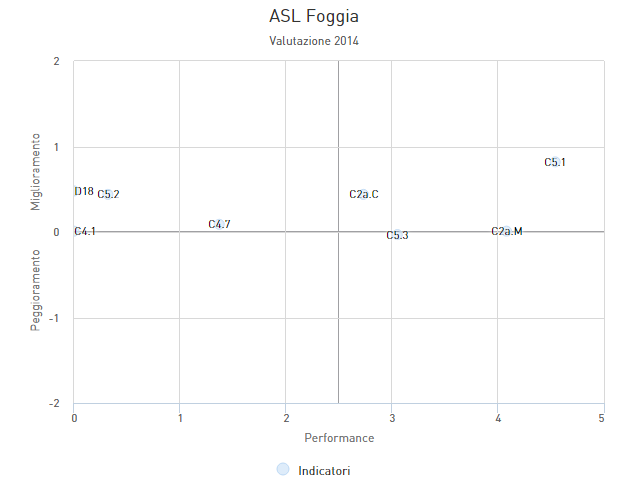 ASL Foggia
Valutazione 2014
2
1
0
-1
-2
Miglioramento
Peggioramento
C5.1
D18
C5.2
C2a.C
C4.7
C4.1
C5.3
C2a.M
0
1
2
3
4
5
Performance
Indicatori